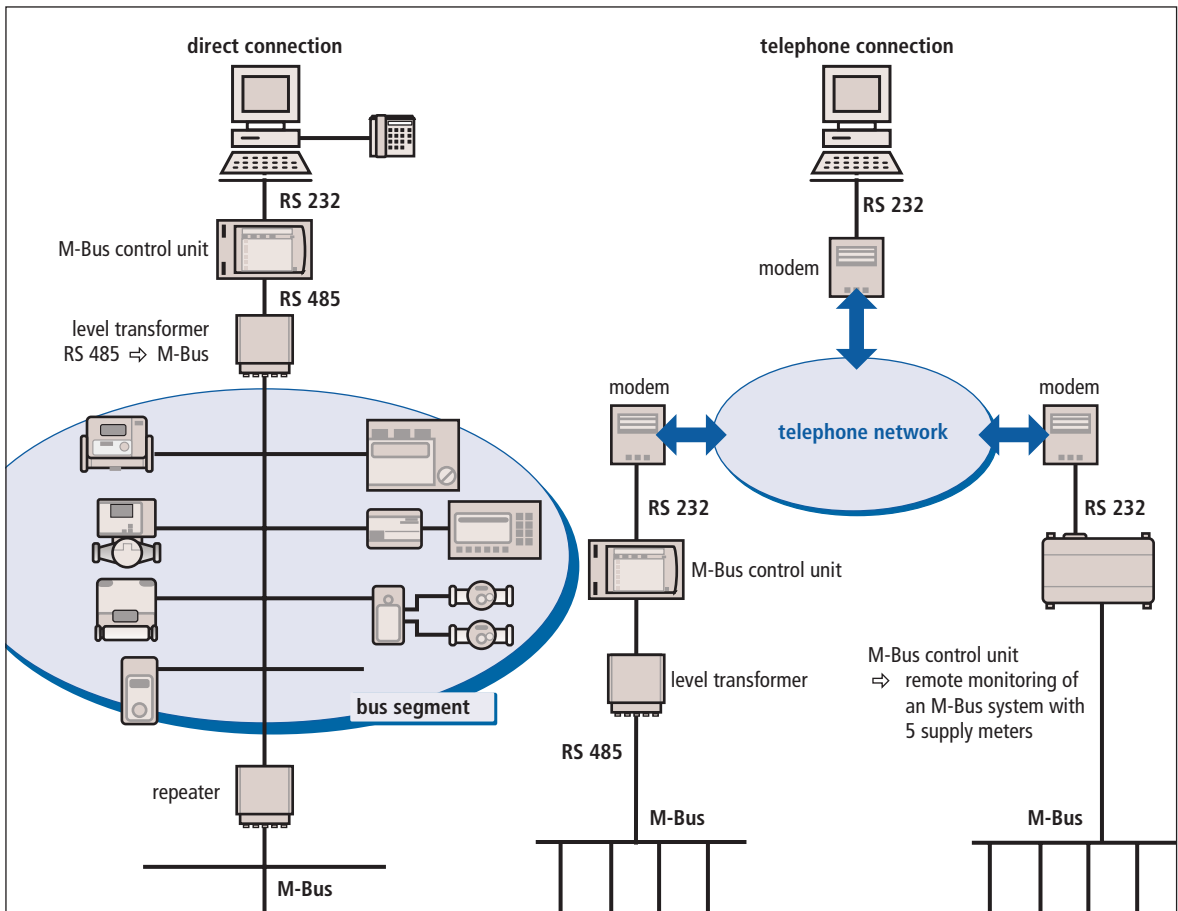 direct connection
RS 232
M-Bus control unit
RS 485
level transformer
RS 485 ⇨ M-Bus
bus segment
repeater
M-Bus
telephone connection
RS 232
modem
telephone network
modem
RS 232
M-Bus control unit
level transformer
RS 485
M-Bus
modem
RS 232
M-Bus control unit
⇨ remote monitoring of
an M-Bus system with
5 supply meters
M-Bus